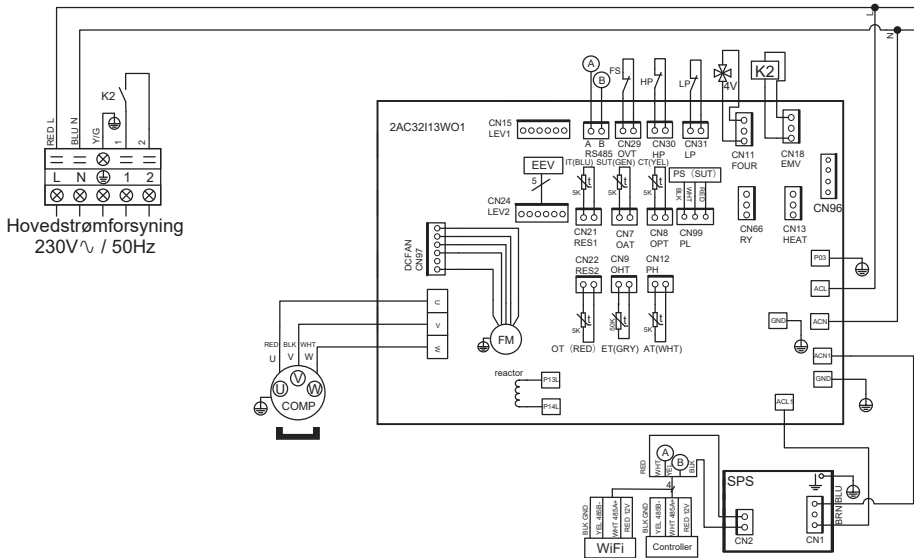 L
N
K2
RED L
BLU N
Y/G
1
2
L N 1 2
Hovedstrømforsyning
230V∿ / 50Hz
2AC32I13WO1
CN15
LEV1
A
B
FS
HP
LP
4V
K2
A B
RS485
CN29
OVT
CN30
HP
CN31
LP
CN11
FOUR
CN18
EMV
EEV
5
CN24
LEV2
IT(BLU) SUT(GEN) CT(YEL)
5K
t
5K
t
5K
t
PS (SUT)
BLK
WHT
RED
CN21
RES1
CN7
OAT
CN8
OPT
CN99
PL
CN66
RY
CN13
HEAT
CN96
DCFAN
CN97
CN22
RES2
CN9
OHT
CN12
PH
5K
t
50K
t
5K
t
OT (RED) ET(GRY) AT(WHT)
P03
ACL
GND
ACN
ACN1
GND
ACL1
U
V
W
FM
RED BLK WHT
U V W
U
V
W
COMP
reactor
P13L
P14L
RED
WHT
YEL
BLK
A
B
4
BLK GND
YEL 485B-
WHT 485A+
RED 12V
WiFi
BLK GND
YEL 485B-
WHT 485A+
RED 12V
Controller
SPS
CN2
CN1
BRN
BLU